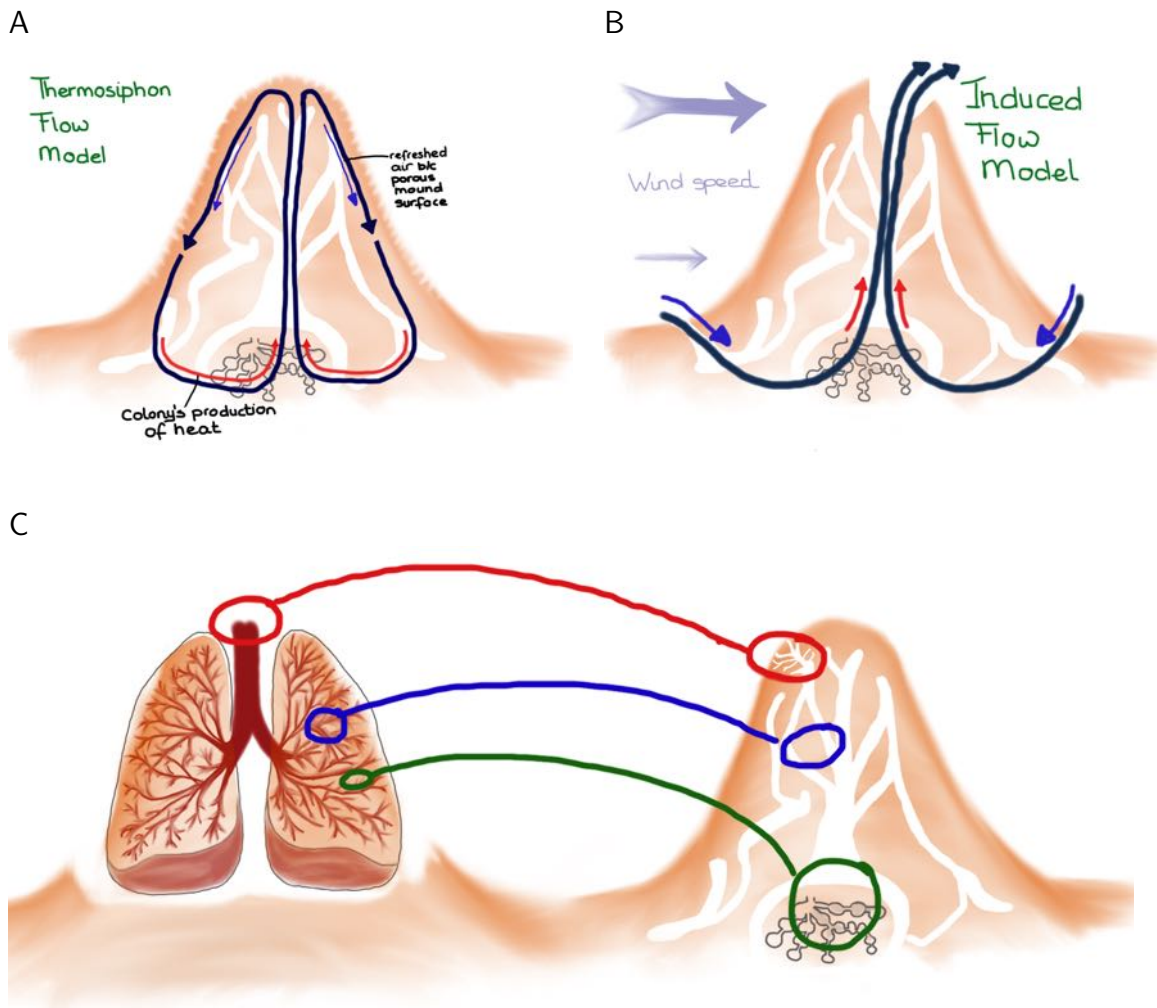 A
Thermosiphon
Flow
Model
refreshed
air b/c
porous
mound
surface
Colony's production
of heat
B
Wind speed
Induced
Flow
Model
C